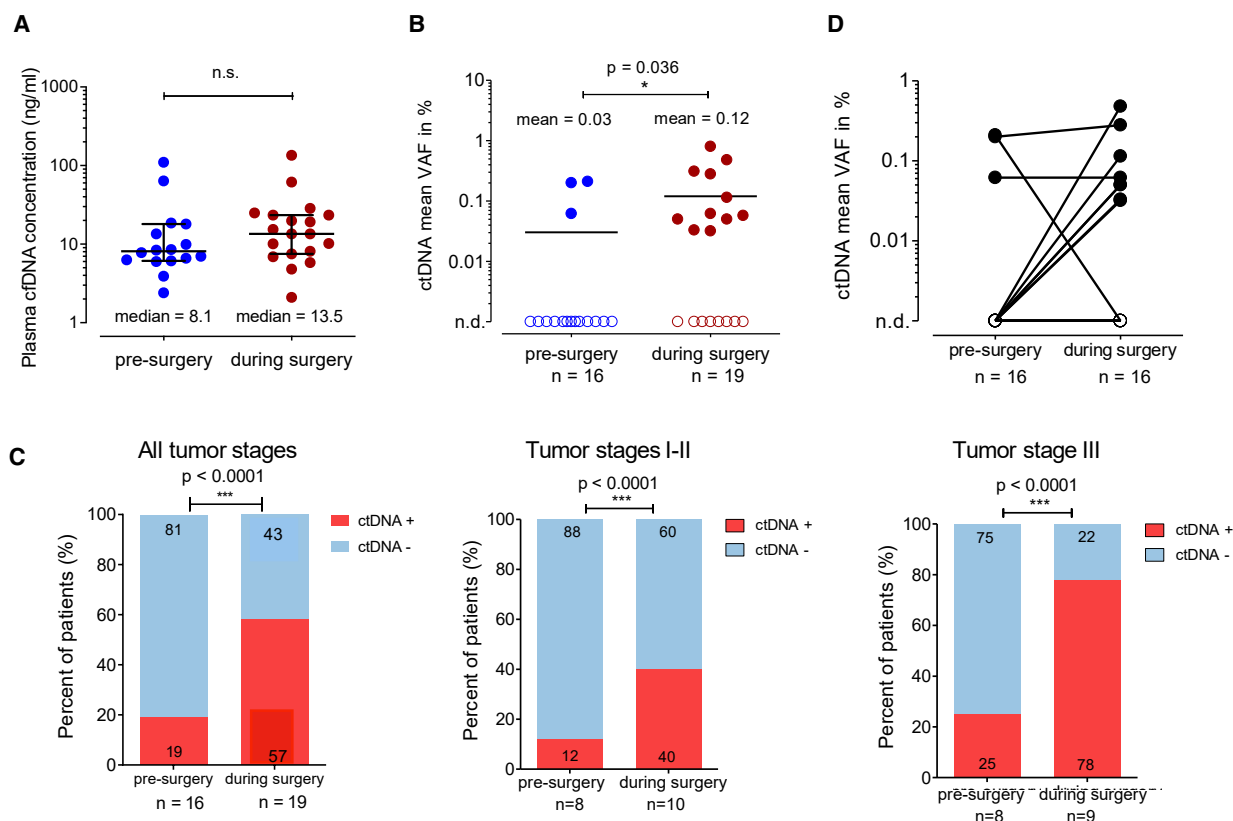 A
Plasma cfDNA concentration (ng/ml)
1000
100
10
1
n.s.
median = 8.1
median = 13.5
pre-surgery
during surgery
B
ctDNA mean VAF in %
10
1
0.1
0.01
n.d.
p = 0.036
*
mean = 0.03
mean = 0.12
pre-surgery
during surgery
n = 16
n = 19
D
ctDNA mean VAF in %
1
0.1
0.01
n.d.
pre-surgery
during surgery
n = 16
n = 16
C
All tumor stages
p < 0.0001
***
Percent of patients (%)
100
80
60
40
20
0
81
43
19
57
ctDNA +
ctDNA -
pre-surgery
during surgery
n = 16
n = 19
Tumor stages I-II
p < 0.0001
***
Percent of patients (%)
100
80
60
40
20
0
88
60
12
40
ctDNA +
ctDNA -
pre-surgery
during surgery
n=8
n=10
Tumor stage III
p < 0.0001
***
Percent of patients (%)
100
80
60
40
20
0
75
22
25
78
ctDNA +
ctDNA -
pre-surgery
during surgery
n=8
n=9